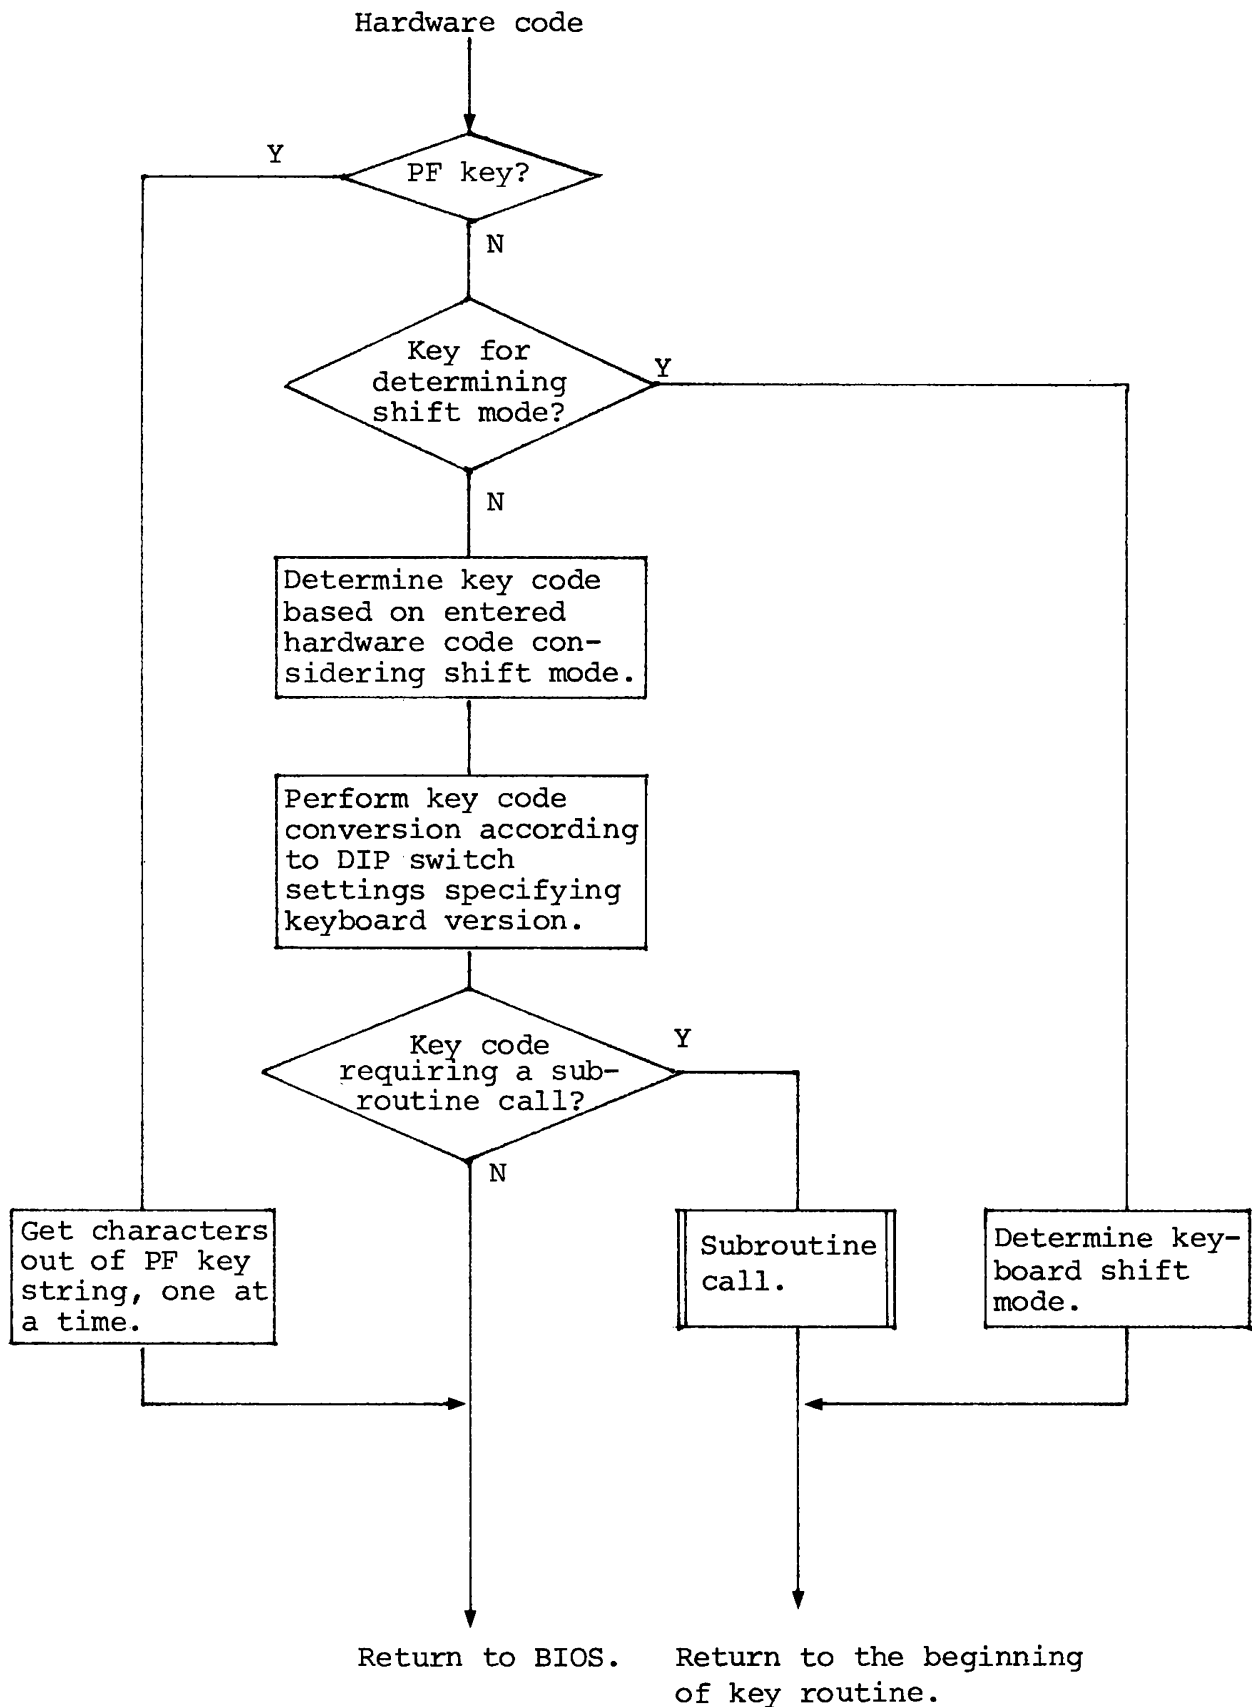 Hardware code
Y
PF key?
N
Key for
determining
shift mode?
Y
N
Determine key code
based on entered
hardware code con-
sidering shift mode.
Perform key code
conversion according
to DIP switch
settings specifying
keyboard version.
Key code
requiring a sub-
routine call?
Y
N
Get characters
out of PF key
string, one at
a time.
Subroutine
call.
Determine key-
board shift
mode.
Return to BIOS.
Return to the beginning
of key routine.